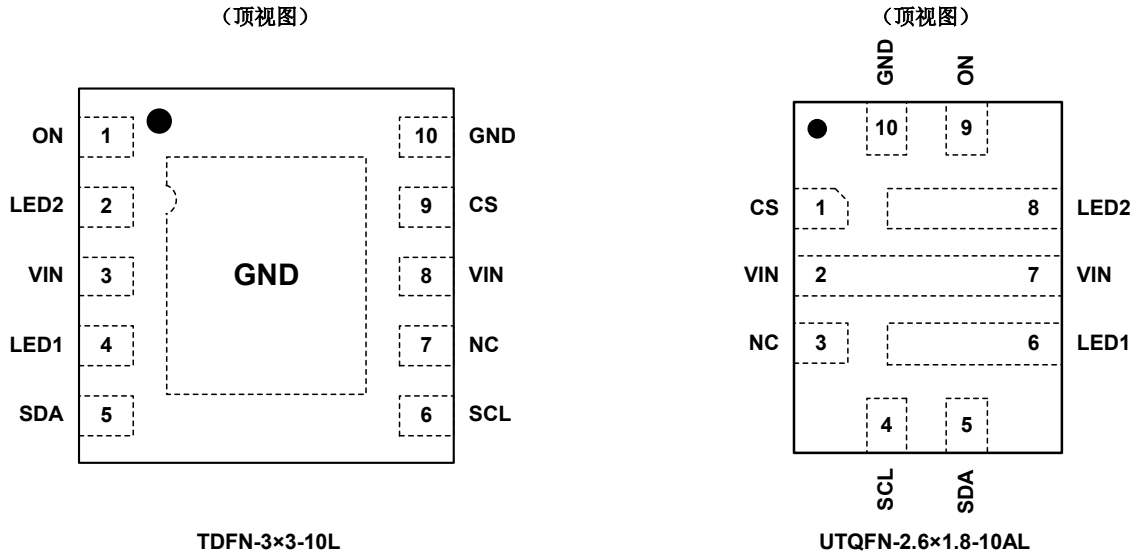 （顶视图）
ON 1 10 GND
LED2 2 9 CS
VIN 3 GND 8 VIN
LED1 4 7 NC
SDA 5 6 SCL
TDFN-3×3-10L
（顶视图）
GND ON
10 9
CS 1 8 LED2
VIN 2 7 VIN
NC 3 6 LED1
4 5
SCL SDA
UTQFN-2.6×1.8-10AL